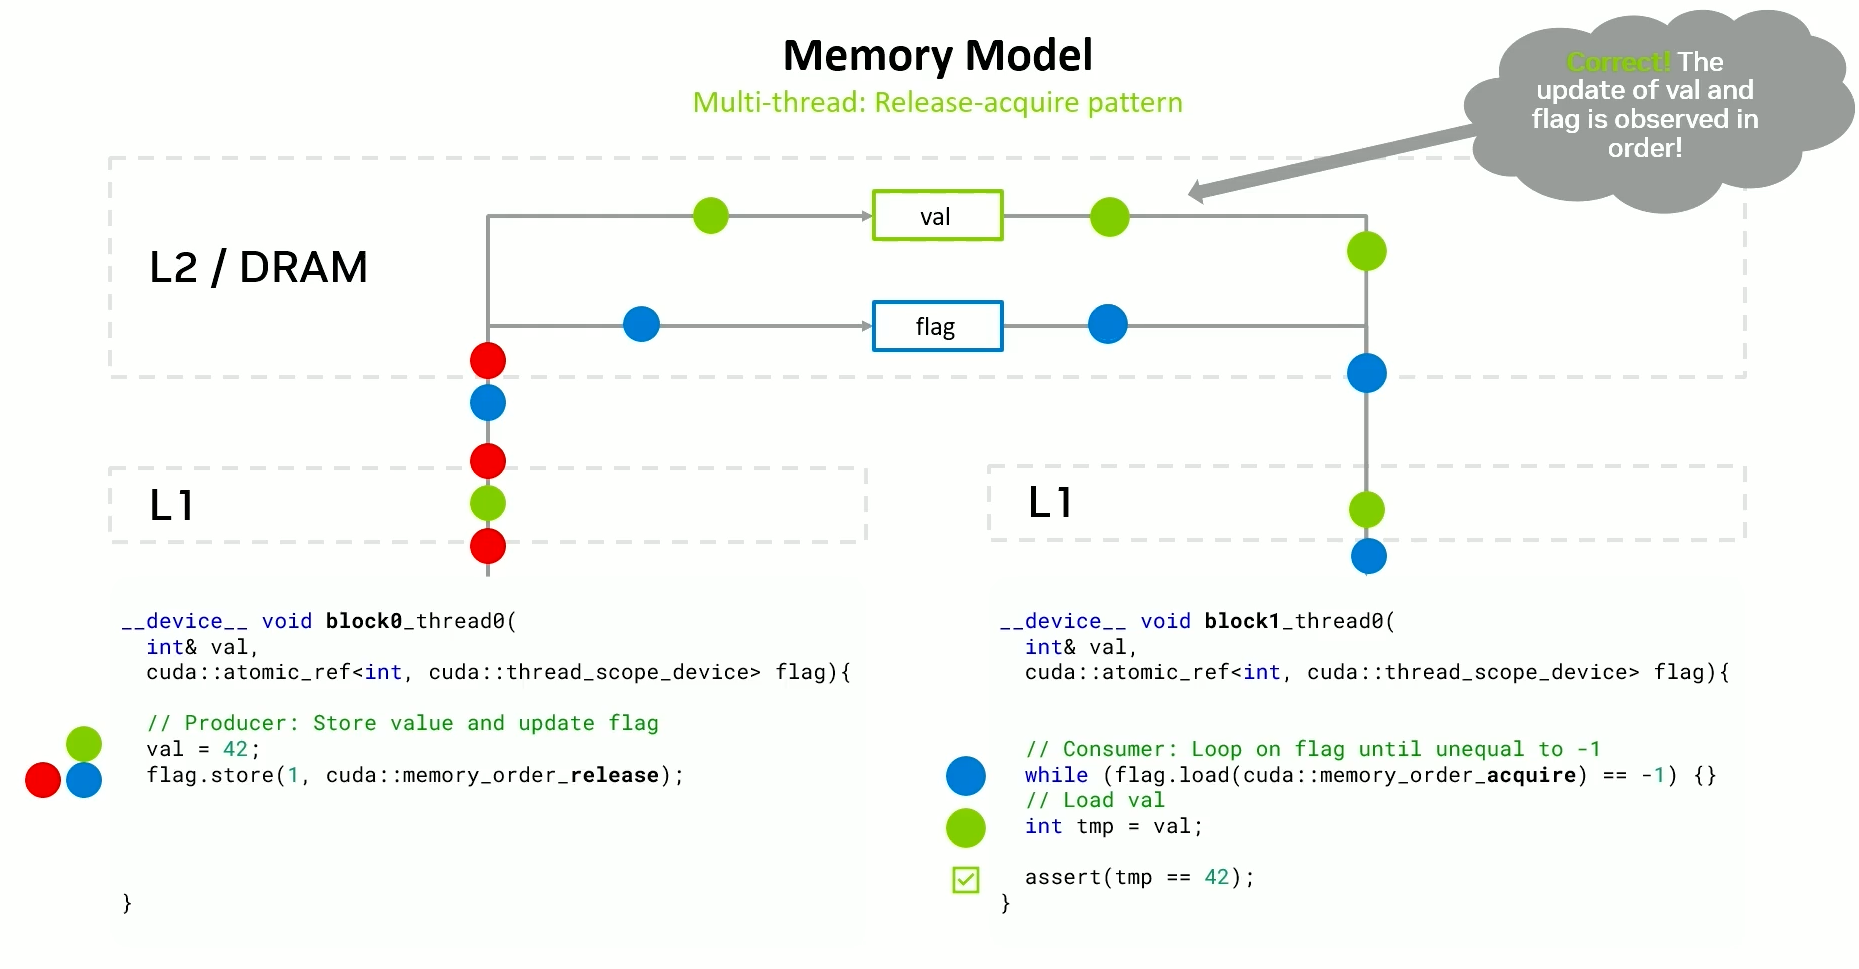 Memory Model
Multi-thread: Release-acquire pattern
Correct! The
update of val and
flag is observed in
order!
L2 / DRAM
val
flag
L1
L1
__device__ void block0_thread0(
int& val,
cuda::atomic_ref<int, cuda::thread_scope_device> flag){
// Producer: Store value and update flag
val = 42;
flag.store(1, cuda::memory_order_release);
}
__device__ void block1_thread0(
int& val,
cuda::atomic_ref<int, cuda::thread_scope_device> flag){
// Consumer: Loop on flag until unequal to -1
while (flag.load(cuda::memory_order_acquire) == -1) {}
// Load val
int tmp = val;
assert(tmp == 42);
}